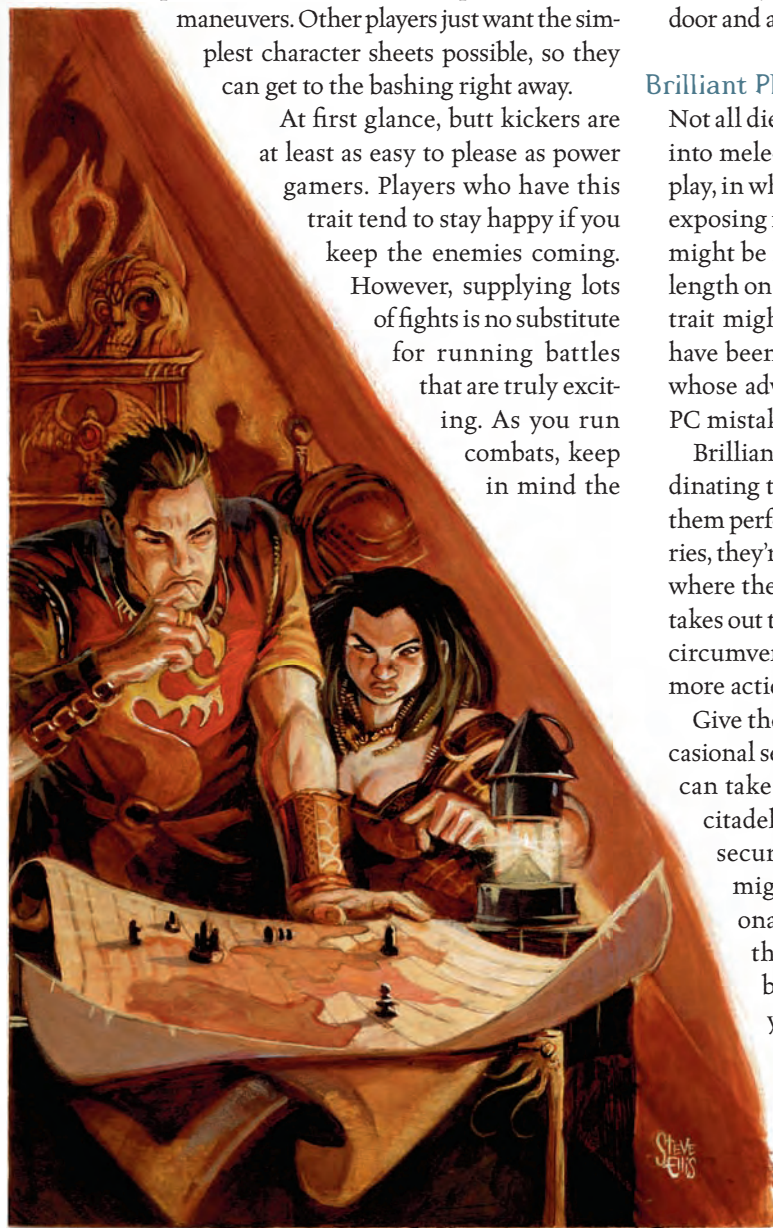 maneuvers. Other players just want the sim-
plest character sheets possible, so they
can get to the bashing right away.
At first glance, butt kickers are
at least as easy to please as power
gamers. Players who have this
trait tend to stay happy if you
keep the enemies coming.
However, supplying lots
of fights is no substitute
for running battles
that are truly excit-
ing. As you run
combats, keep
in mind the
door and a
Brilliant Pl
Not all die
into mele
play, in wh
exposing
might be
length on
trait migh
have been
whose adv
PC mistak
Brillian
dinating t
them perf
ries, they'r
where the
takes out t
circumver
more actio
Give the
casional se
can take
citadel
secur
mig
ona
th
b
y
STEVE
ELLIS